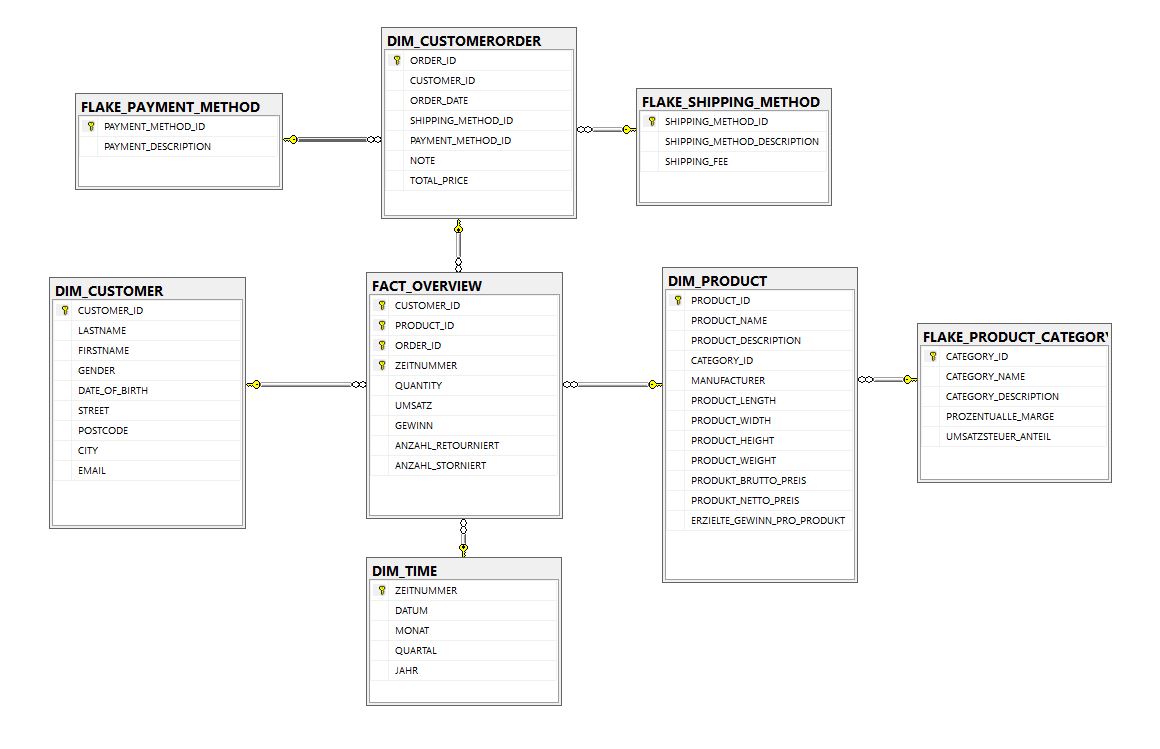 DIM_CUSTOMERORDER
ORDER_ID
CUSTOMER_ID
ORDER_DATE
SHIPPING_METHOD_ID
PAYMENT_METHOD_ID
NOTE
TOTAL_PRICE
FLAKE_PAYMENT_METHOD
PAYMENT_METHOD_ID
PAYMENT_DESCRIPTION
FLAKE_SHIPPING_METHOD
SHIPPING_METHOD_ID
SHIPPING_METHOD_DESCRIPTION
SHIPPING_FEE
DIM_CUSTOMER
CUSTOMER_ID
LASTNAME
FIRSTNAME
GENDER
DATE_OF_BIRTH
STREET
POSTCODE
CITY
EMAIL
FACT_OVERVIEW
CUSTOMER_ID
PRODUCT_ID
ORDER_ID
ZEITNUMMER
QUANTITY
UMSATZ
GEWINN
ANZAHL_RETOURNIERT
ANZAHL_STORNIERT
DIM_PRODUCT
PRODUCT_ID
PRODUCT_NAME
PRODUCT_DESCRIPTION
CATEGORY_ID
MANUFACTURER
PRODUCT_LENGTH
PRODUCT_WIDTH
PRODUCT_HEIGHT
PRODUCT_WEIGHT
PRODUKT_BRUTTO_PREIS
PRODUKT_NETTO_PREIS
ERZIELTE_GEWINN_PRO_PRODUKT
FLAKE_PRODUCT_CATEGORY
CATEGORY_ID
CATEGORY_NAME
CATEGORY_DESCRIPTION
PROZENTUALLE_MARGE
UMSATZSTEUER_ANTEIL
DIM_TIME
ZEITNUMMER
DATUM
MONAT
QUARTAL
JAHR